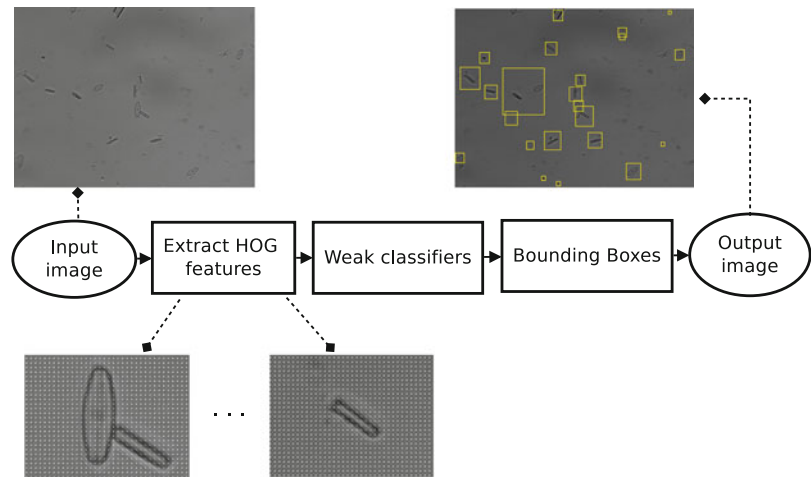 Input
image
Extract HOG
features
Weak classifiers
Bounding Boxes
Output
image
. . .